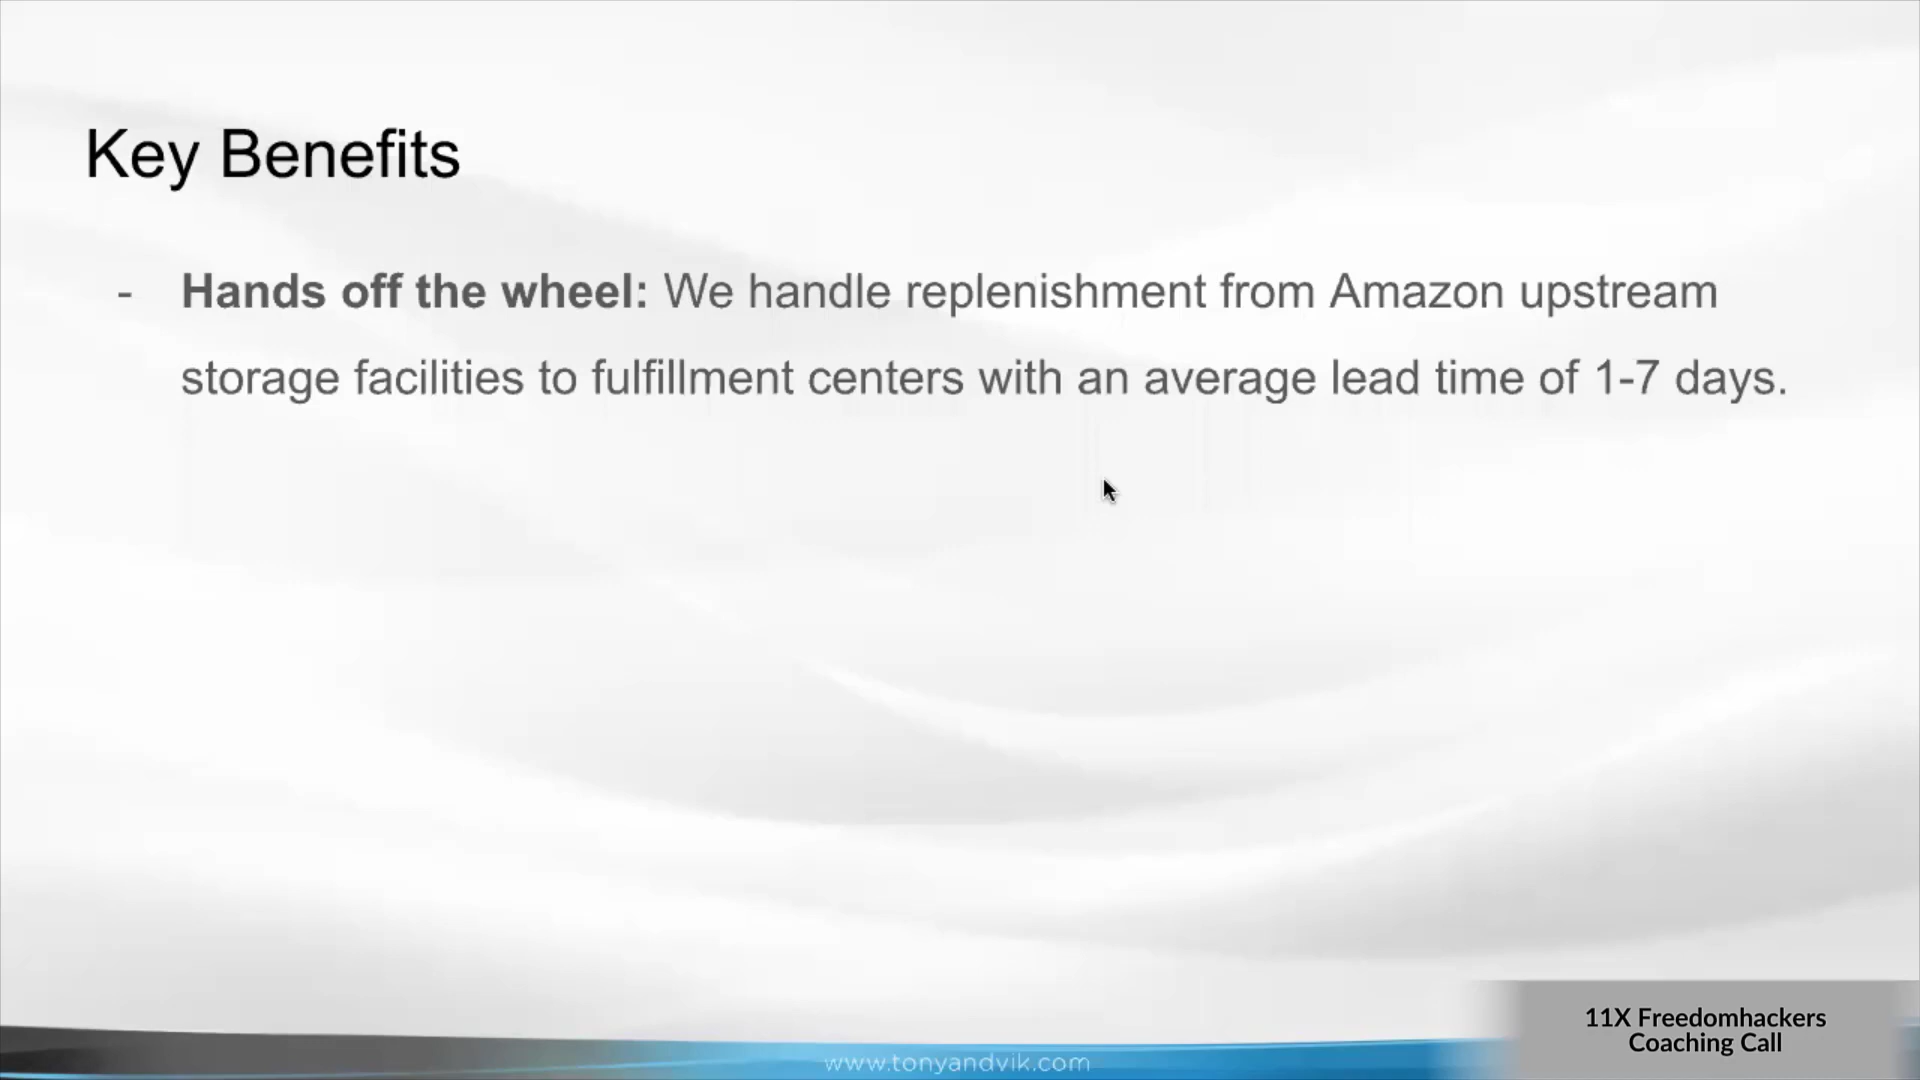 Key Benefits
- Hands off the wheel: We handle replenishment from Amazon upstream
storage facilities to fulfillment centers with an average lead time of 1-7 days.
www.tonyandvik.com
11X Freedomhackers
Coaching Call